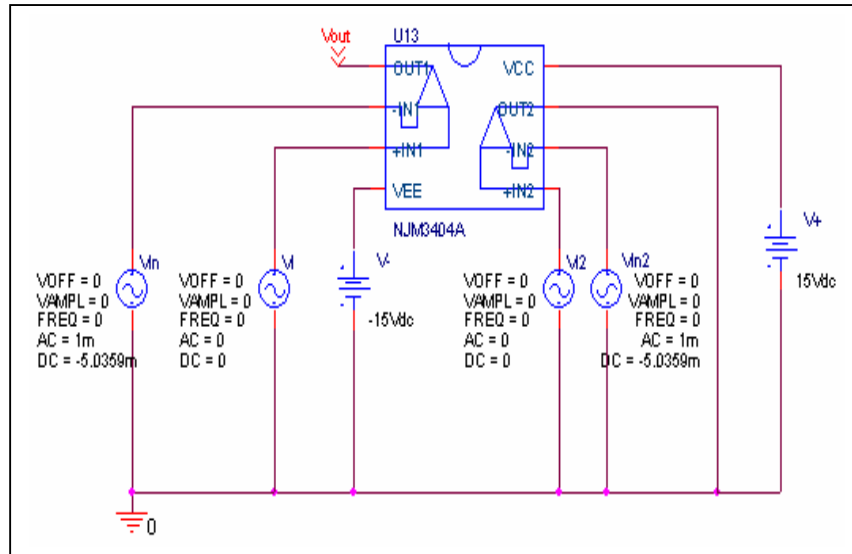 Vout
U13
OUT1
VCC
-IN1
OUT2
+IN1
-IN2
VEE
+IN2
NJM3404A
Vin
VOFF = 0
VAMPL = 0
FREQ = 0
AC = 1m
DC = -5.0359m
VI
VOFF = 0
VAMPL = 0
FREQ = 0
AC = 0
DC = 0
V-
-15Vdc
VI2
VOFF = 0
VAMPL = 0
FREQ = 0
AC = 0
DC = 0
Vin2
VOFF = 0
VAMPL = 0
FREQ = 0
AC = 1m
DC = -5.0359m
V+
15Vdc
0